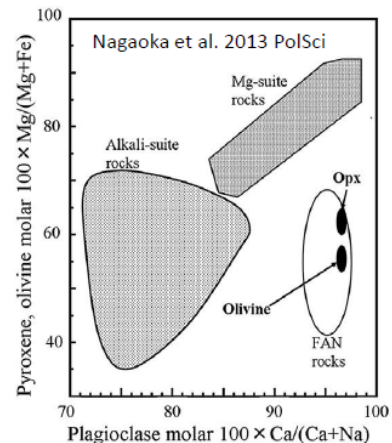 Nagaoka et al. 2013 PolSci
Pyroxene, olivine molar 100 × Mg/(Mg+Fe)
100
80
60
40
Mg-suite
rocks
Alkali-suite
rocks
Opx
Olivine
FAN
rocks
70
80
90
100
Plagioclase molar 100 × Ca/(Ca+Na)